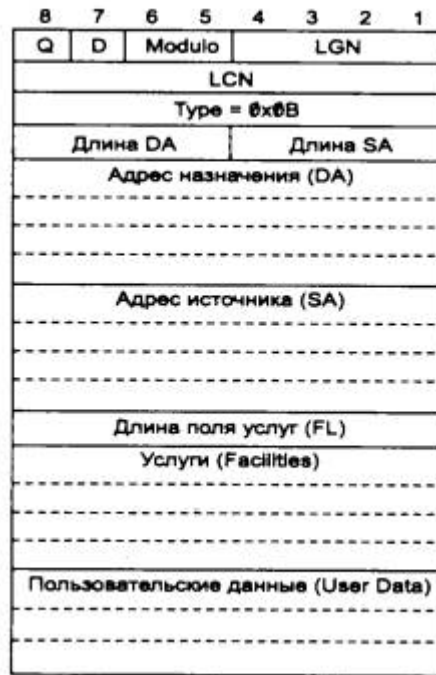 8 7 6 5 4 3 2 1
Q D Modulo LGN
LCN
Type = 0x0B
Длина DA Длина SA
Адрес назначения (DA)
Адрес источника (SA)
Длина поля услуг (FL)
Услуги (Facilities)
Пользовательские данные (User Data)